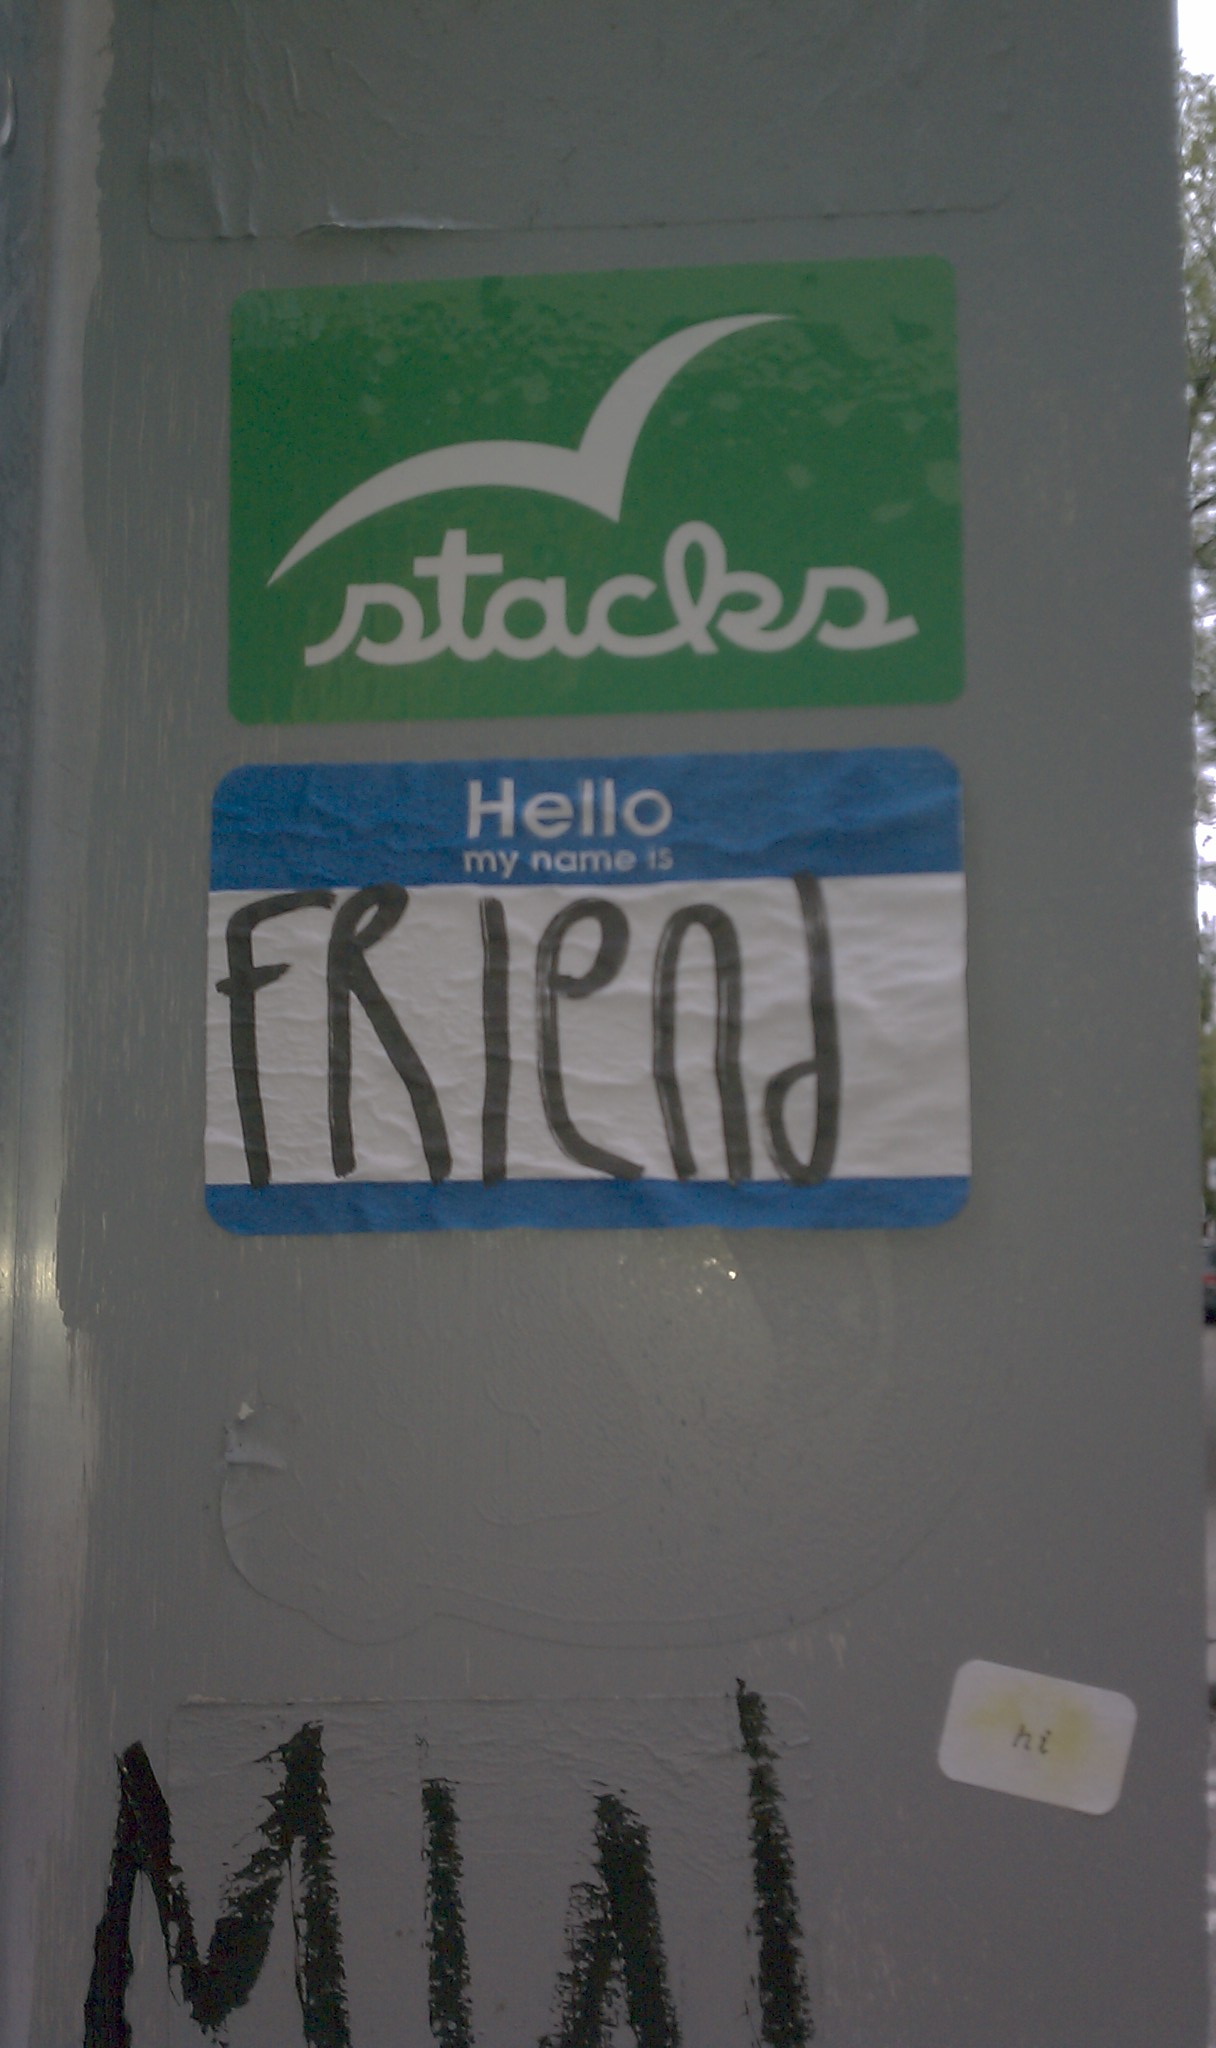 stacks
Hello
my name is
FRIend
hi